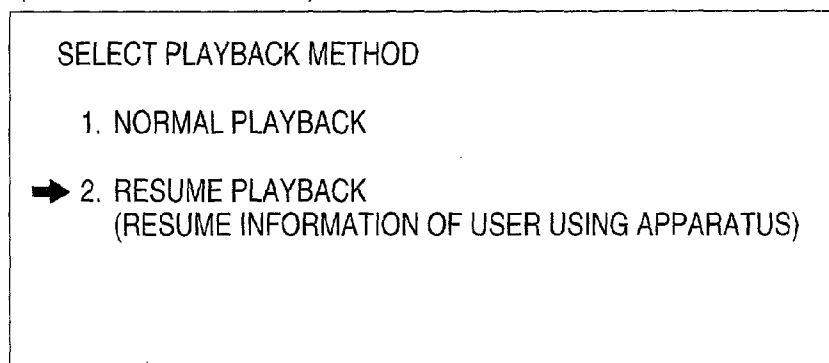 SELECT PLAYBACK METHOD
1. NORMAL PLAYBACK
2. RESUME PLAYBACK
(RESUME INFORMATION OF USER USING APPARATUS)